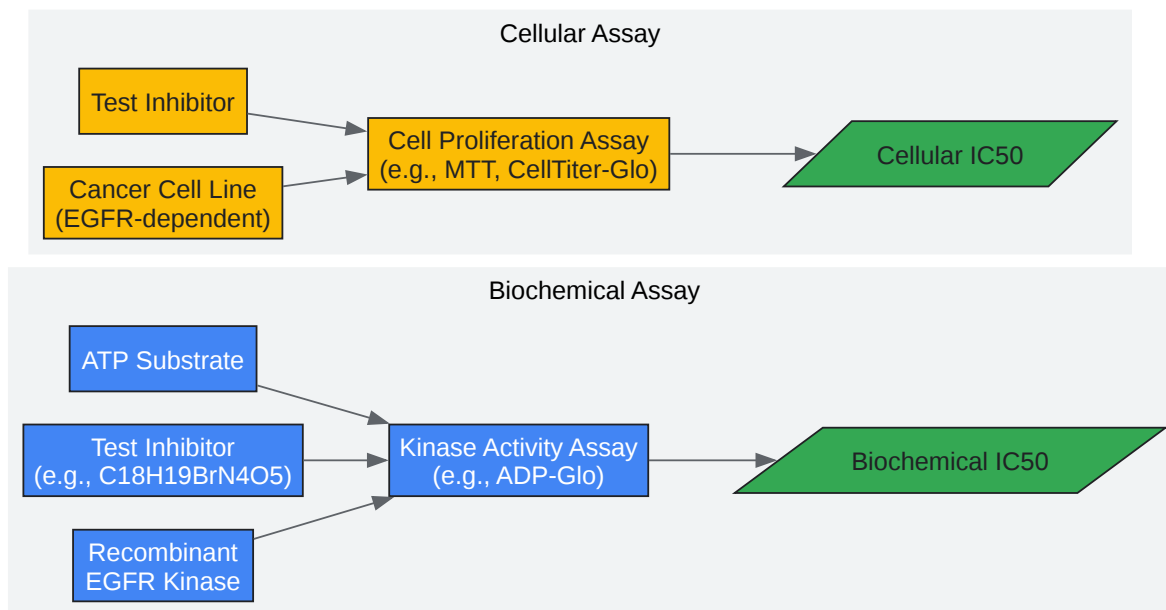 Cellular Assay
Test Inhibitor
Cancer Cell Line
(EGFR-dependent)
Cell Proliferation Assay
(e.g., MTT, CellTiter-Glo)
Cellular IC50
Biochemical Assay
ATP Substrate
Test Inhibitor
(e.g., C18H19BrN4O5)
Recombinant
EGFR Kinase
Kinase Activity Assay
(e.g., ADP-Glo)
Biochemical IC50